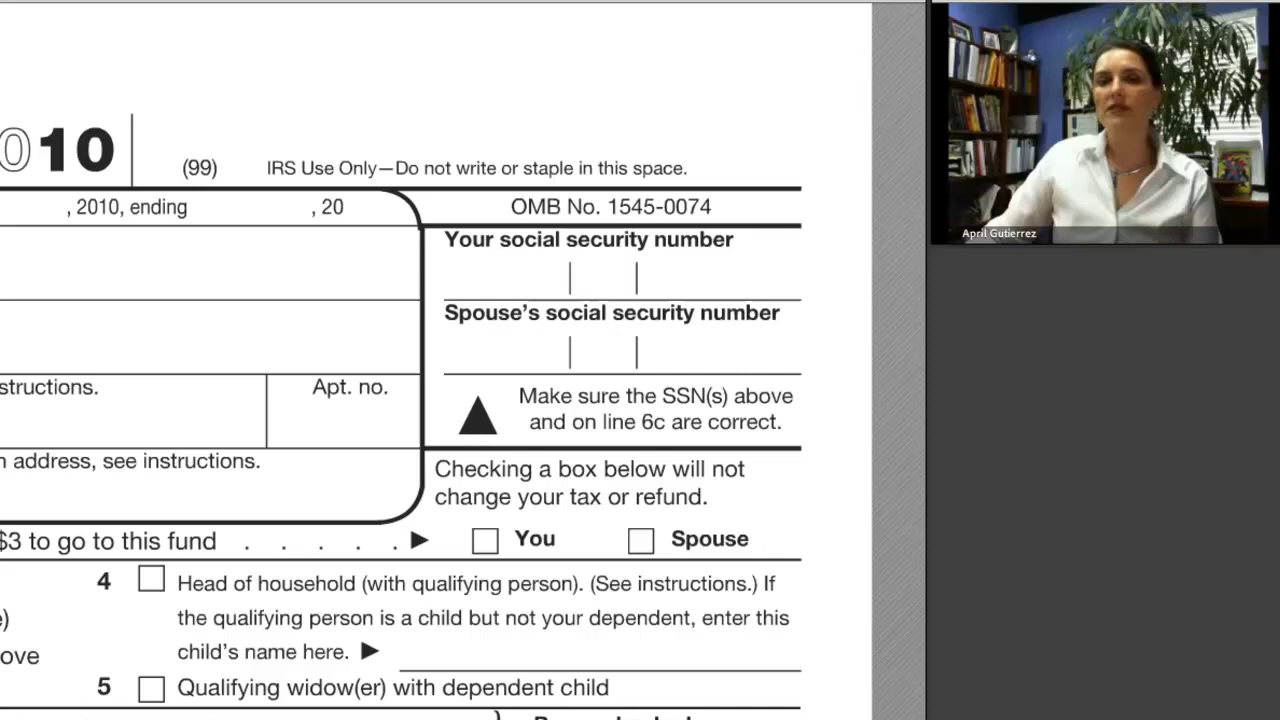 010
(99)
IRS Use Only—Do not write or staple in this space.
, 2010, ending
, 20
OMB No. 1545-0074
Your social security number
Spouse's social security number
structions.
Apt. no.
Make sure the SSN(s) above
and on line 6c are correct.
address, see instructions.
Checking a box below will not
change your tax or refund.
$3 to go to this fund . . . . . ▶
You
Spouse
4
Head of household (with qualifying person). (See instructions.) If
the qualifying person is a child but not your dependent, enter this
child's name here. ▶
ove
5
Qualifying widow(er) with dependent child
April Gutierrez